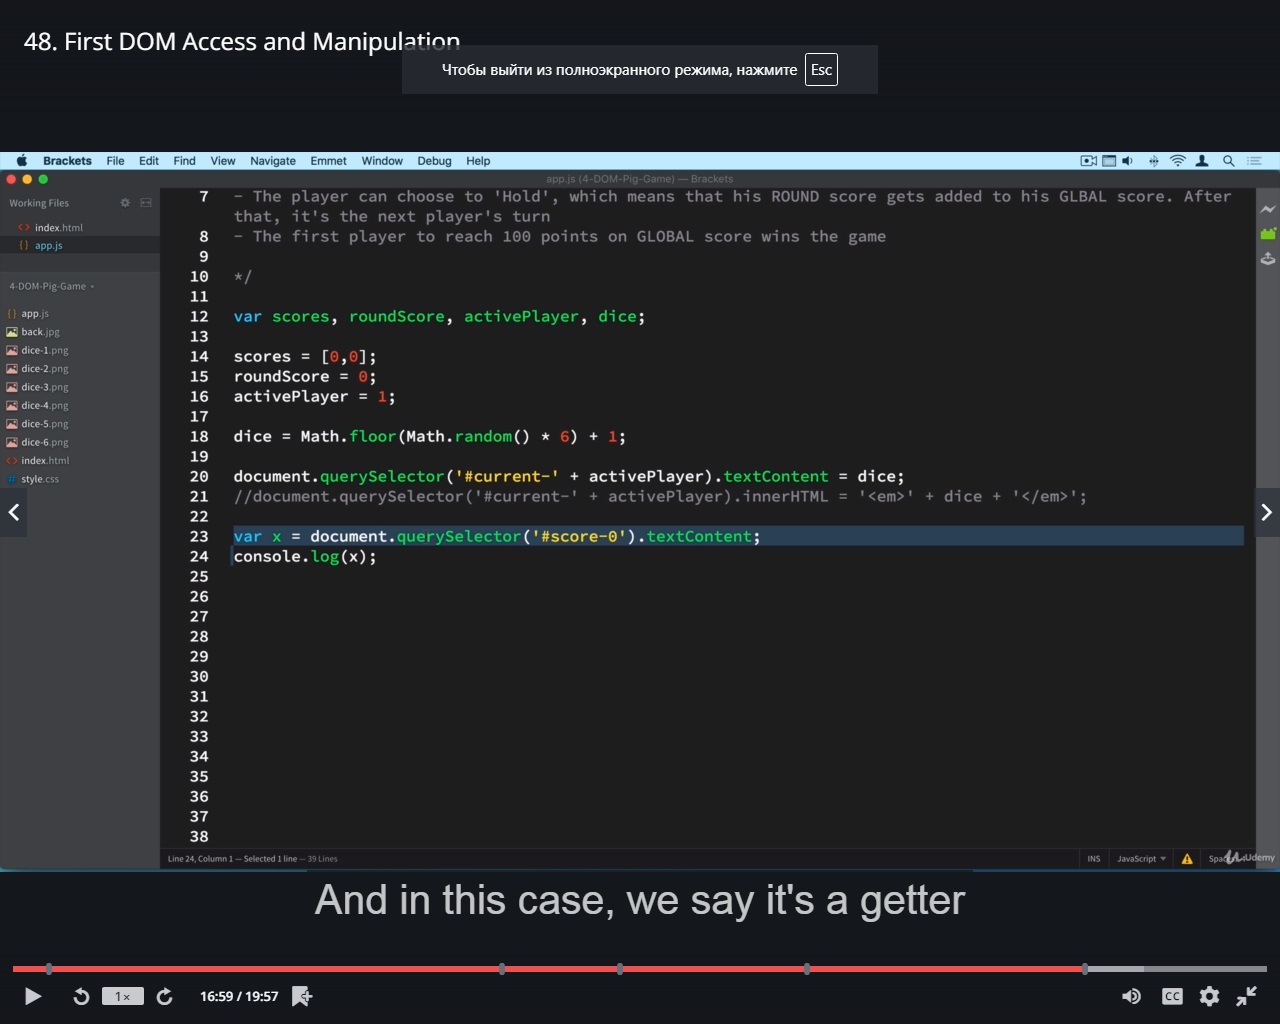 48. First DOM Access and Manipulation
Чтобы выйти из полноэкранного режима, нажмите Esc
Brackets File Edit Find View Navigate Emmet Window Debug Help
app.js (4-DOM-Pig-Game) — Brackets
Working Files
index.html
app.js
4-DOM-Pig-Game
app.js
back.jpg
dice-1.png
dice-2.png
dice-3.png
dice-4.png
dice-5.png
dice-6.png
index.html
style.css
7 - The player can choose to 'Hold', which means that his ROUND score gets added to his GLBAL score. After
that, it's the next player's turn
8 - The first player to reach 100 points on GLOBAL score wins the game
9
10 */
11
12 var scores, roundScore, activePlayer, dice;
13
14 scores = [0,0];
15 roundScore = 0;
16 activePlayer = 1;
17
18 dice = Math.floor(Math.random() * 6) + 1;
19
20 document.querySelector('#current-' + activePlayer).textContent = dice;
21 //document.querySelector('#current-' + activePlayer).innerHTML = '<em>' + dice + '</em>';
22
23 var x = document.querySelector('#score-0').textContent;
24 console.log(x);
25
26
27
28
29
30
31
32
33
34
35
36
37
38
Line 24, Column 1 — Selected 1 line — 39 Lines
INS JavaScript
Udemy
And in this case, we say it's a getter
1x 16:59 / 19:57 CC